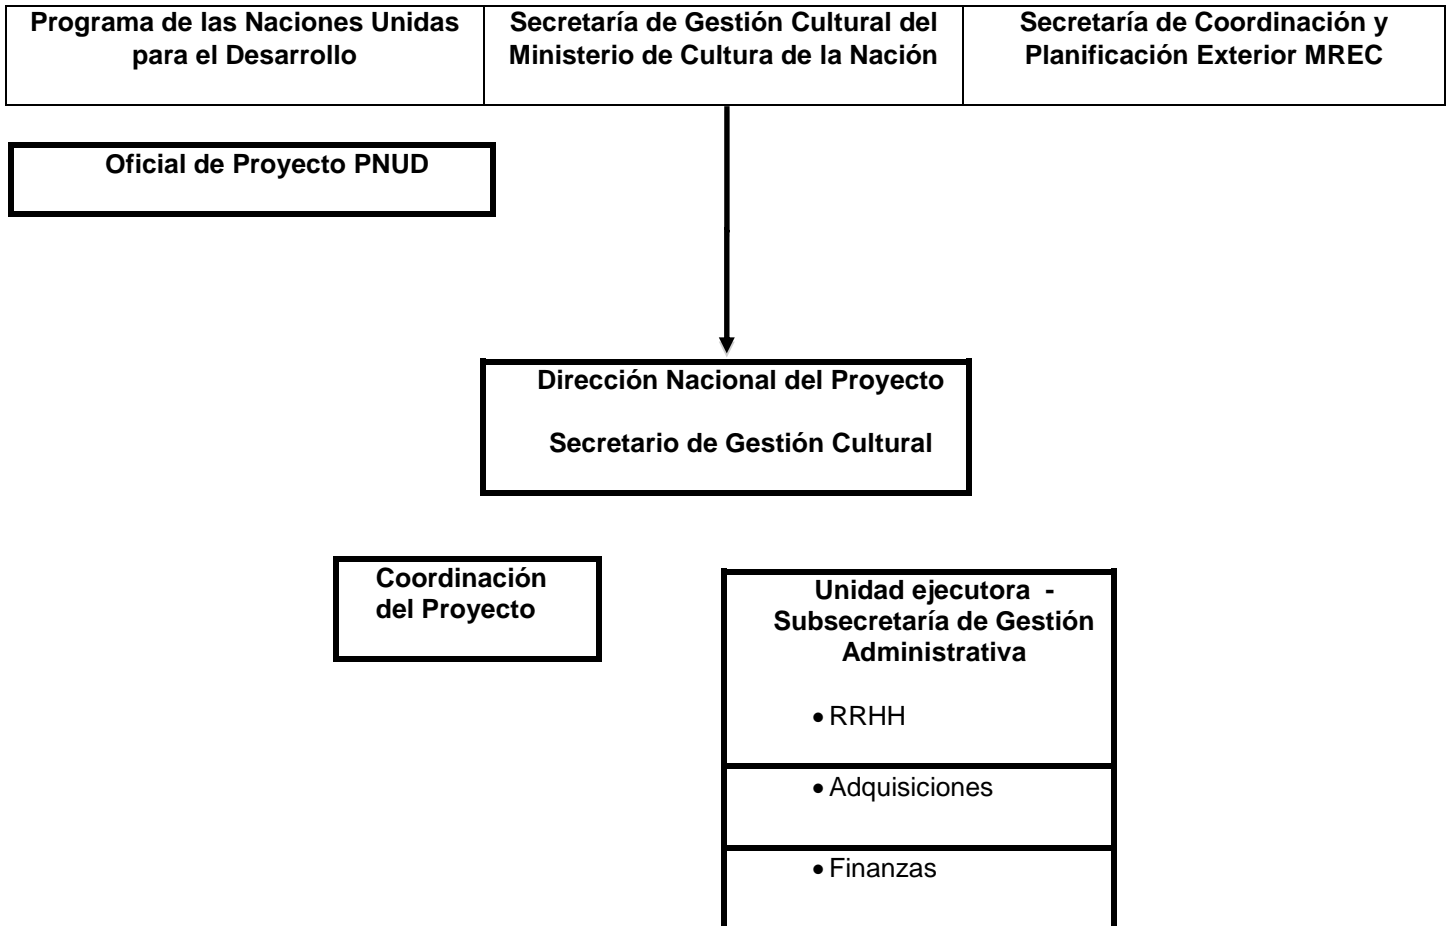 Programa de las Naciones Unidas
para el Desarrollo
Secretaría de Gestión Cultural del
Ministerio de Cultura de la Nación
Secretaría de Coordinación y
Planificación Exterior MREC
Oficial de Proyecto PNUD
Dirección Nacional del Proyecto
Secretario de Gestión Cultural
Coordinación
del Proyecto
Unidad ejecutora -
Subsecretaría de Gestión
Administrativa
• RRHH
• Adquisiciones
• Finanzas